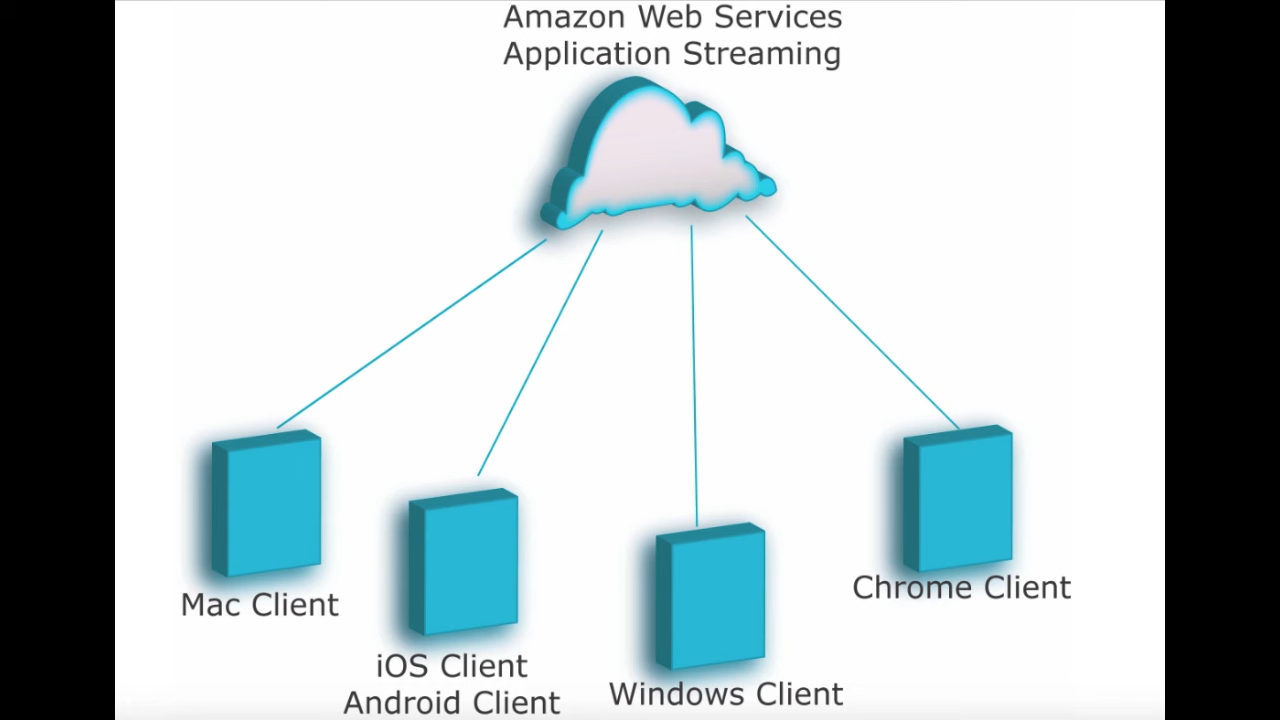 Amazon Web Services
Application Streaming
Mac Client
iOS Client
Android Client
Windows Client
Chrome Client